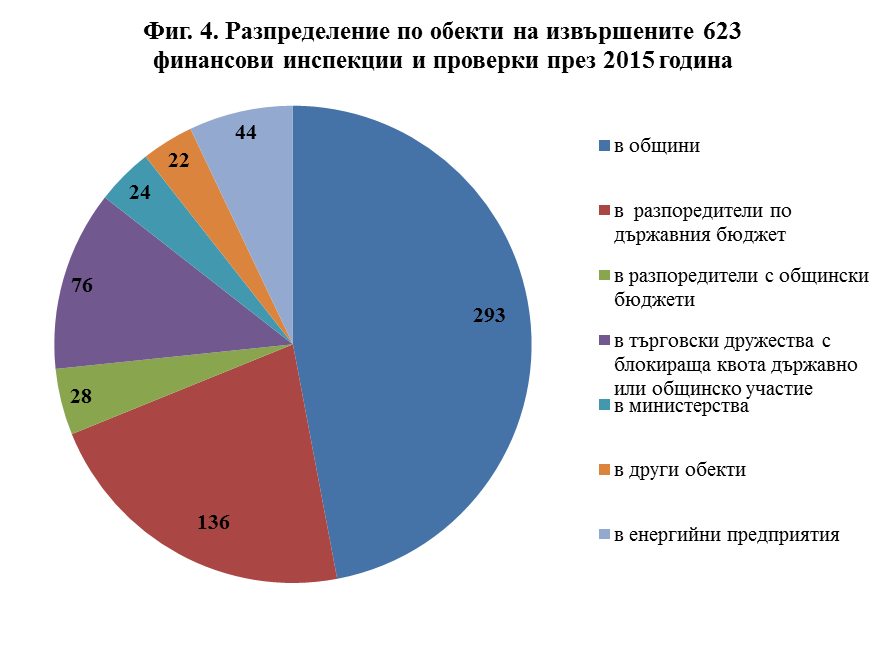 Фиг. 4. Разпределение по обекти на извършените 623
финансови инспекции и проверки през 2015 година
44
22
24
76
293
28
136
в общини
в разпоредители по
държавния бюджет
в разпоредители с общински
бюджети
в търговски дружества с
блокираща квота държавно
или общинско участие
в министерства
в други обекти
в енергийни предприятия